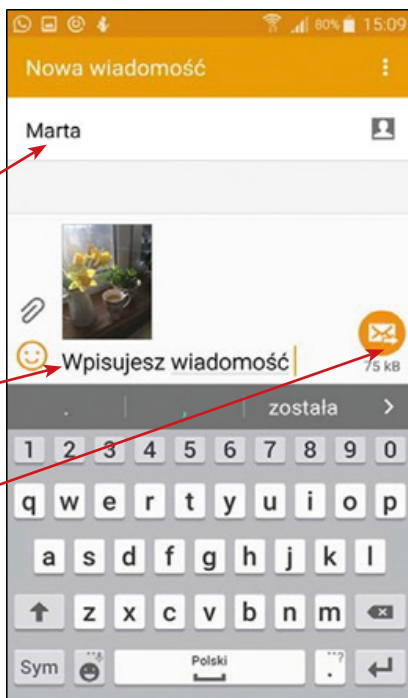 80% 15:09
Nowa wiadomość
Marta
Wpisujesz wiadomość
75 kB
. , została >
1 2 3 4 5 6 7 8 9 0
q w e r t y u i o p
a s d f g h j k l
z x c v b n m
Sym Polski . ...?